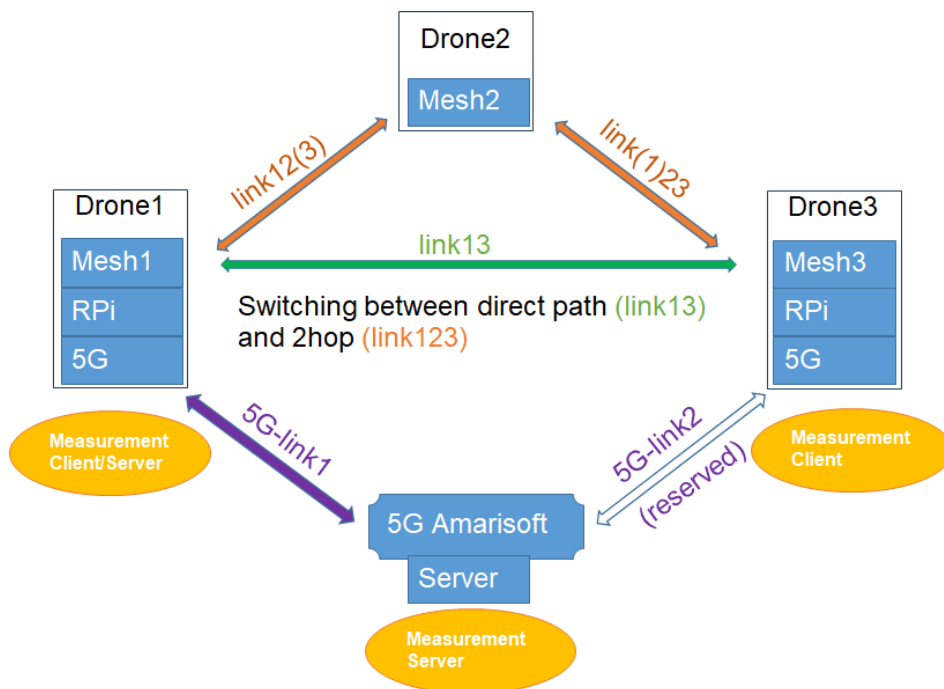 Drone2
Mesh2
link12(3)
link(1)23
Drone1
Mesh1
RPi
5G
link13
Drone3
Mesh3
RPi
5G
Switching between direct path (link13)
and 2hop (link123)
Measurement
Client/Server
5G-link1
5G-link2
(reserved)
Measurement
Client
5G Amarisoft
Server
Measurement
Server